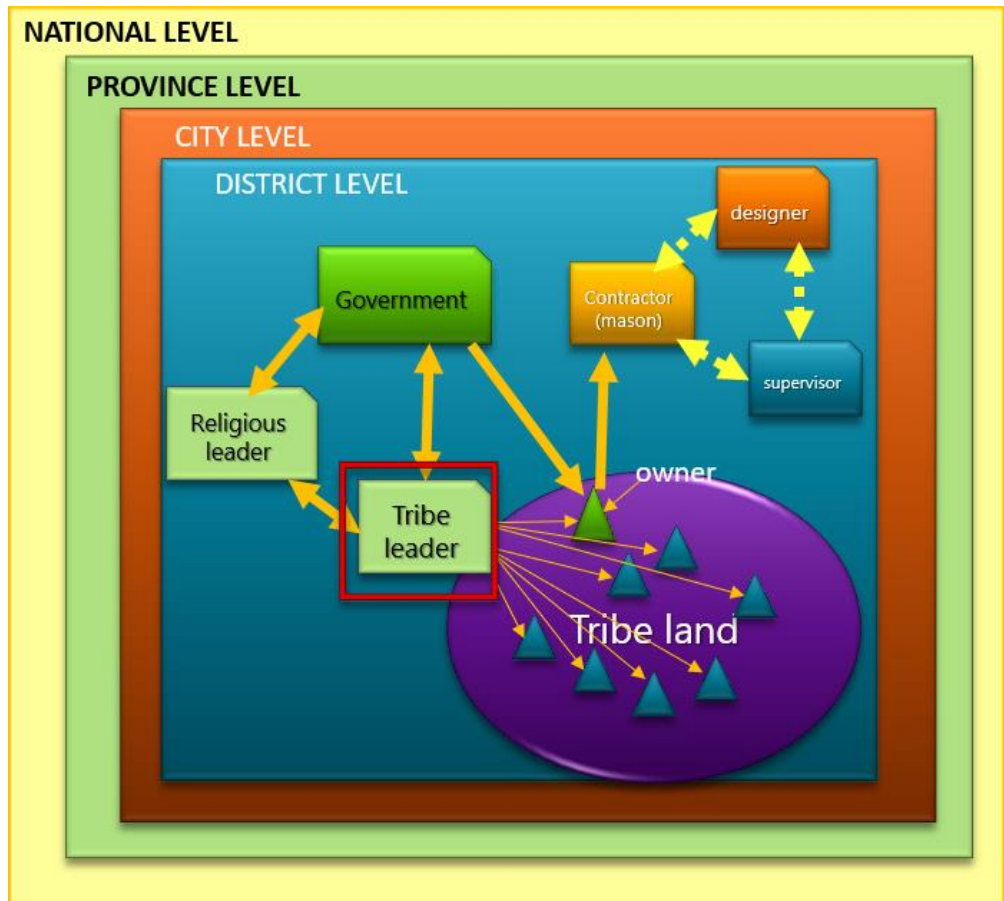 NATIONAL LEVEL
PROVINCE LEVEL
CITY LEVEL
DISTRICT LEVEL
designer
Government
Contractor
(mason)
supervisor
Religious
leader
owner
Tribe
leader
Tribe land